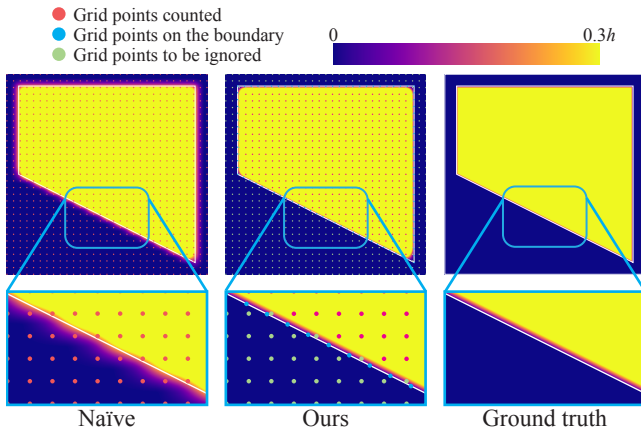 Grid points counted
Grid points on the boundary
Grid points to be ignored
0
0.3h
Naïve
Ours
Ground truth